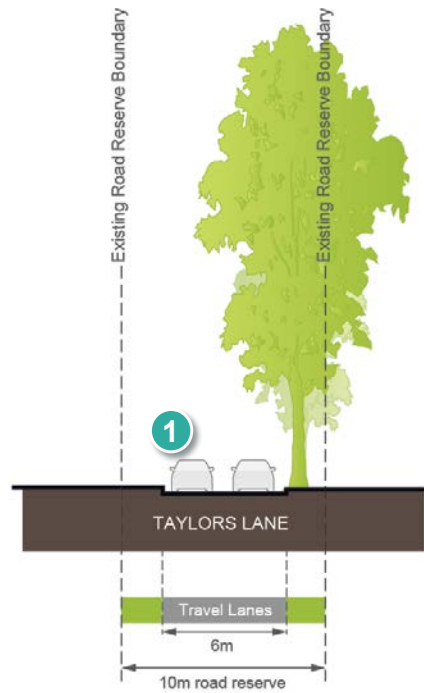 Existing Road Reserve Boundary
Existing Road Reserve Boundary
1
TAYLORS LANE
Travel Lanes
6m
10m road reserve